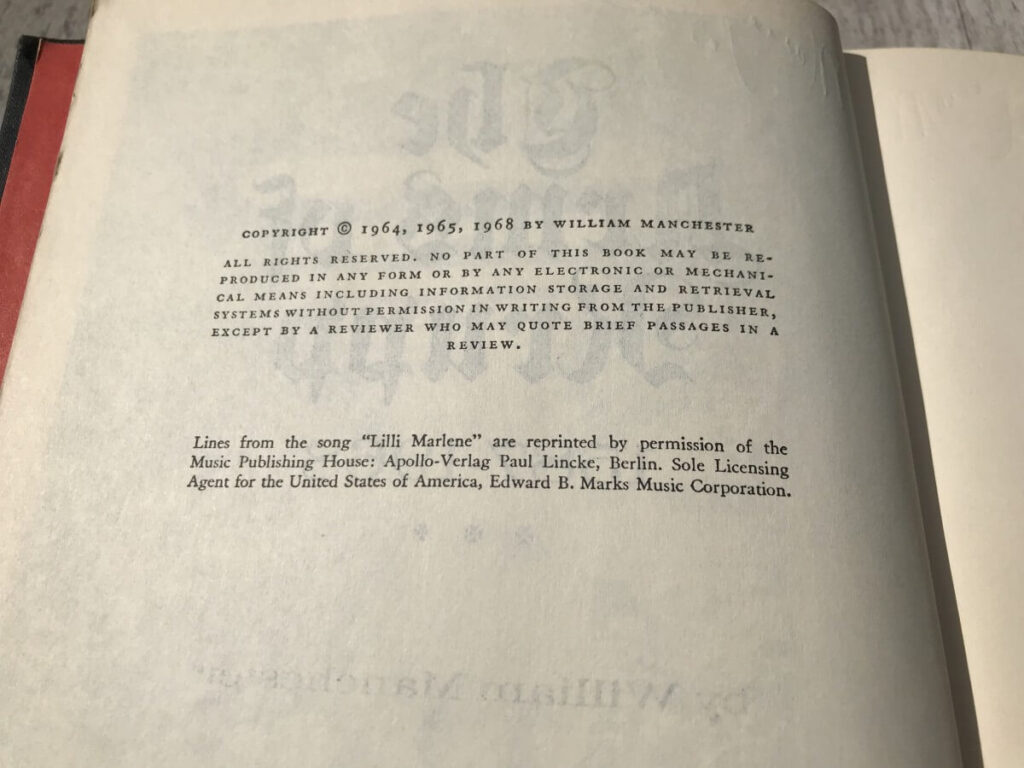 COPYRIGHT © 1964, 1965, 1968 BY WILLIAM MANCHESTER
ALL RIGHTS RESERVED. NO PART OF THIS BOOK MAY BE RE-
PRODUCED IN ANY FORM OR BY ANY ELECTRONIC OR MECHANI-
CAL MEANS INCLUDING INFORMATION STORAGE AND RETRIEVAL
SYSTEMS WITHOUT PERMISSION IN WRITING FROM THE PUBLISHER,
EXCEPT BY A REVIEWER WHO MAY QUOTE BRIEF PASSAGES IN A
REVIEW.
Lines from the song "Lilli Marlene" are reprinted by permission of the
Music Publishing House: Apollo-Verlag Paul Lincke, Berlin. Sole Licensing
Agent for the United States of America, Edward B. Marks Music Corporation.
by William Manchester